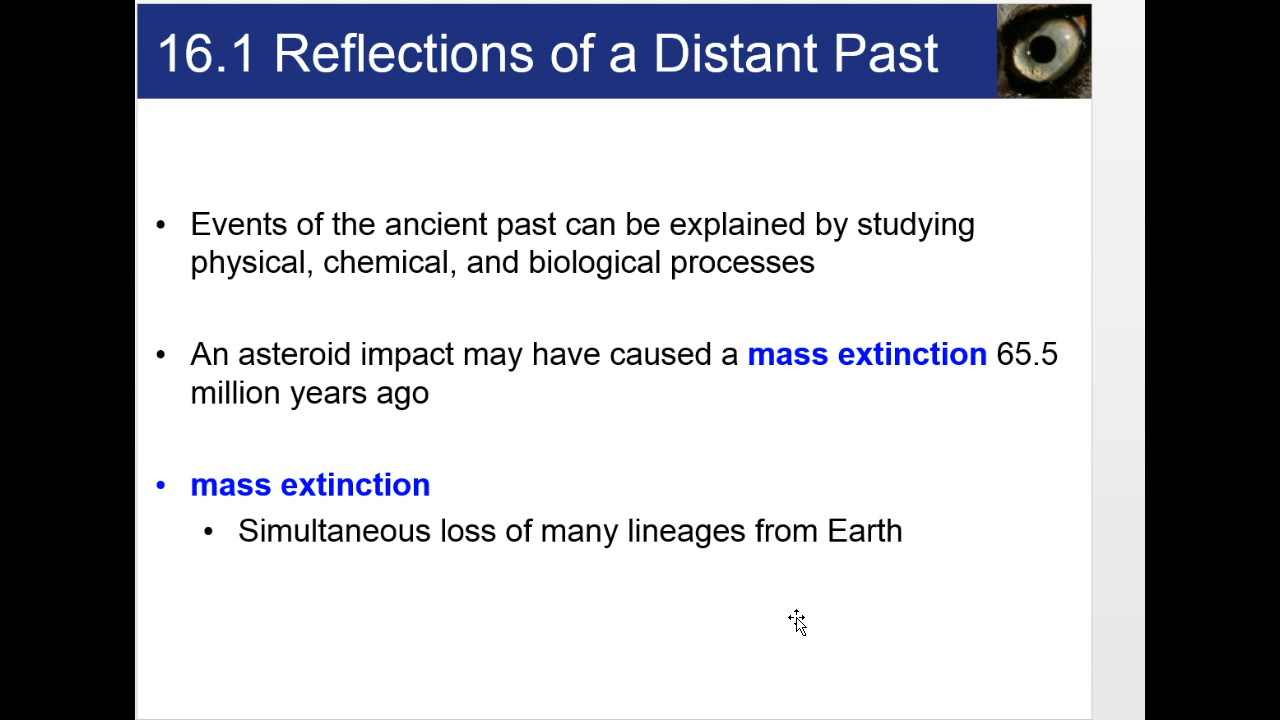 16.1 Reflections of a Distant Past
• Events of the ancient past can be explained by studying
physical, chemical, and biological processes
• An asteroid impact may have caused a mass extinction 65.5
million years ago
• mass extinction
• Simultaneous loss of many lineages from Earth